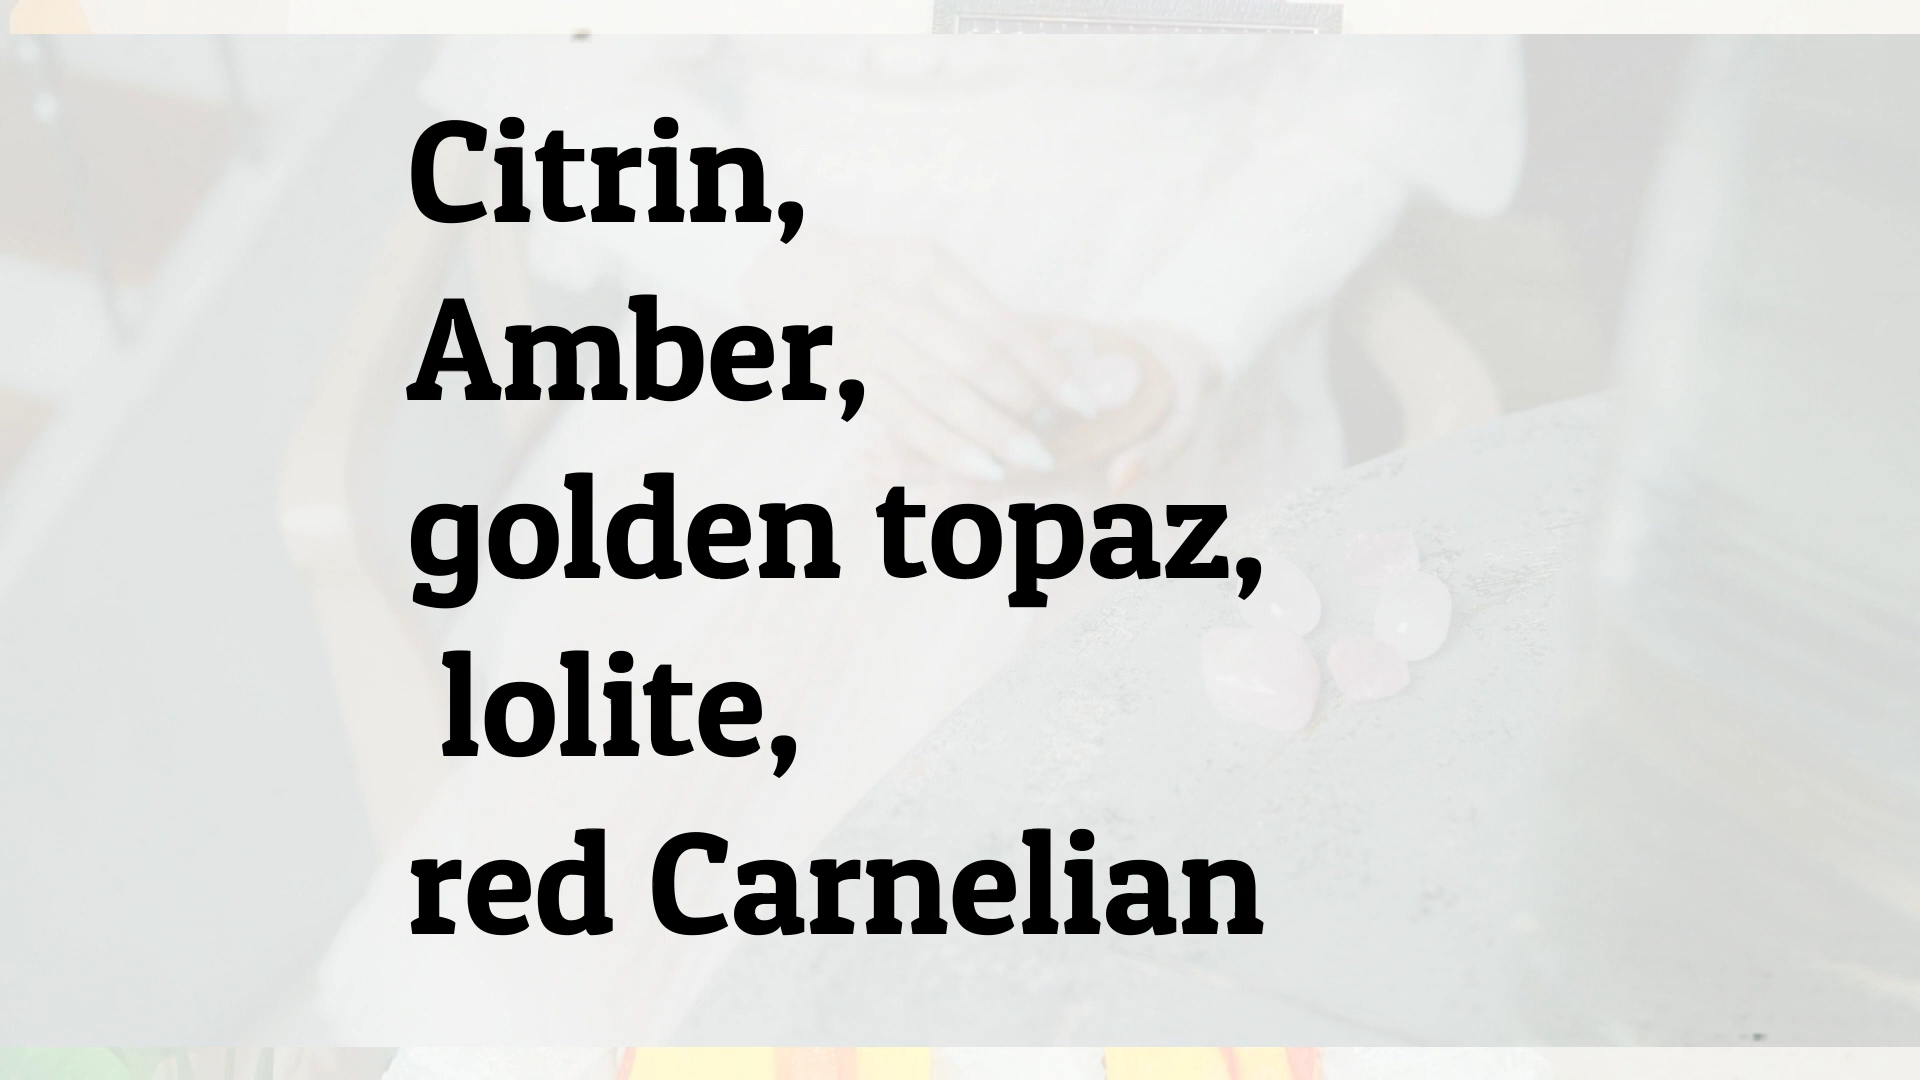 Citrin,
Amber,
golden topaz,
lolite,
red Carnelian